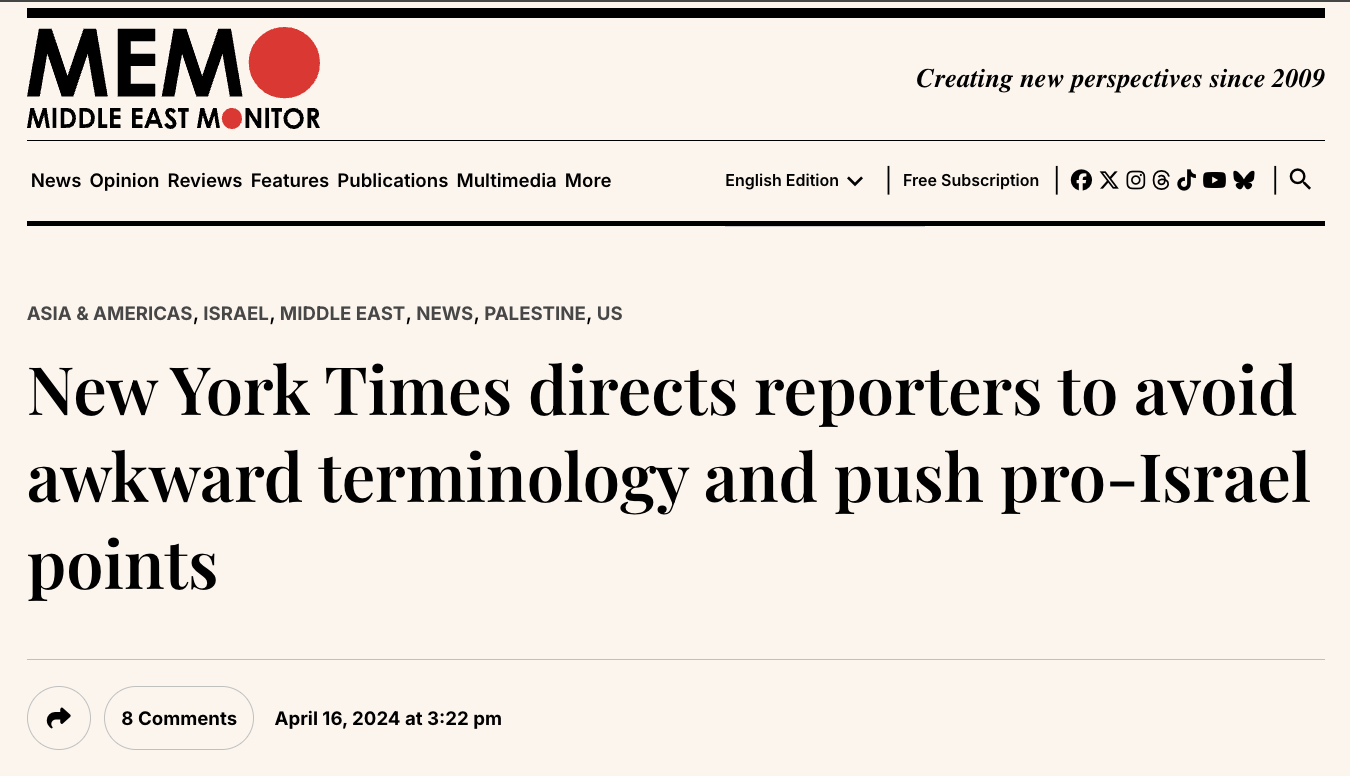 MEMO
MIDDLE EAST MONITOR
Creating new perspectives since 2009
News Opinion Reviews Features Publications Multimedia More
English Edition
Free Subscription
ASIA & AMERICAS, ISRAEL, MIDDLE EAST, NEWS, PALESTINE, US
New York Times directs reporters to avoid
awkward terminology and push pro-Israel
points
8 Comments
April 16, 2024 at 3:22 pm